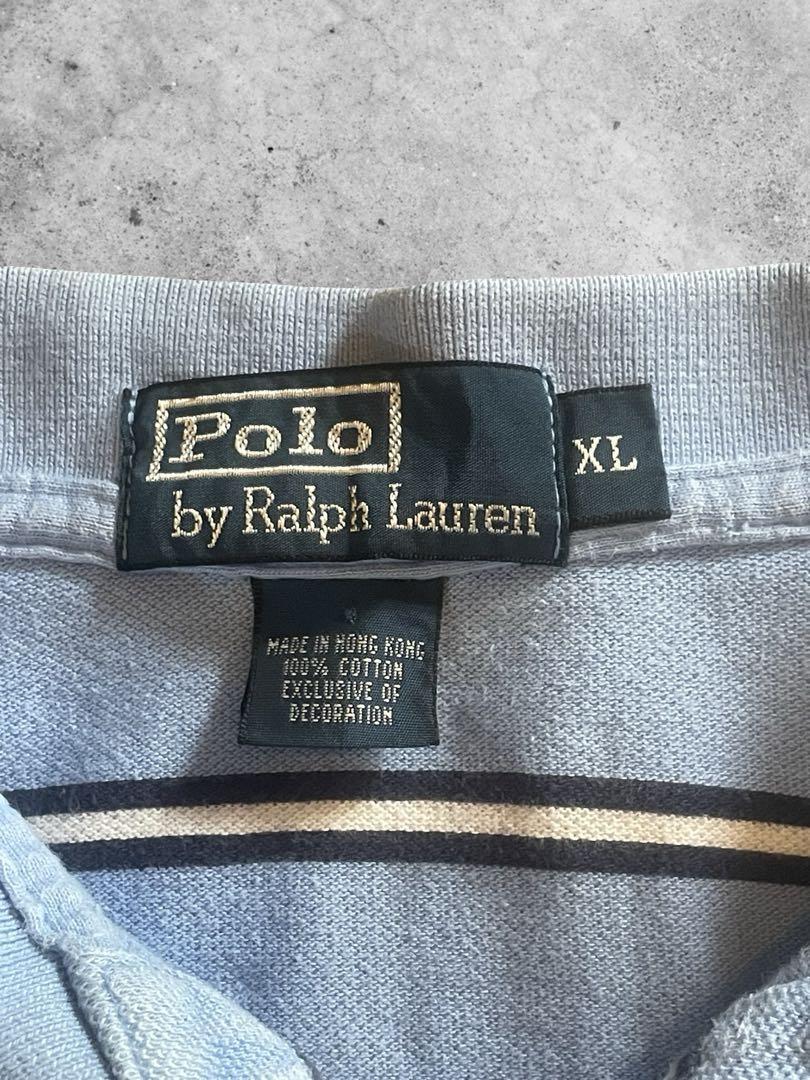 Polo
by Ralph Lauren
XL
MADE IN HONG KONG
100% COTTON
EXCLUSIVE OF
DECORATION